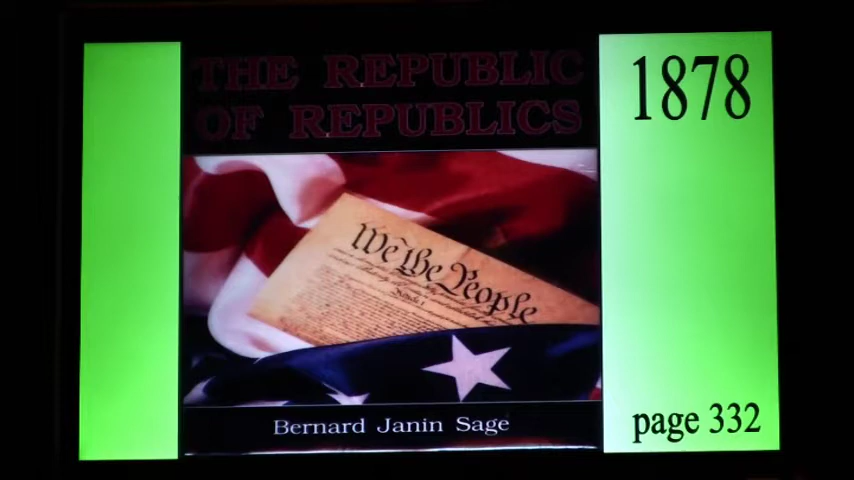 THE REPUBLIC
OF REPUBLICS
1878
We the People
Bernard Janin Sage
page 332